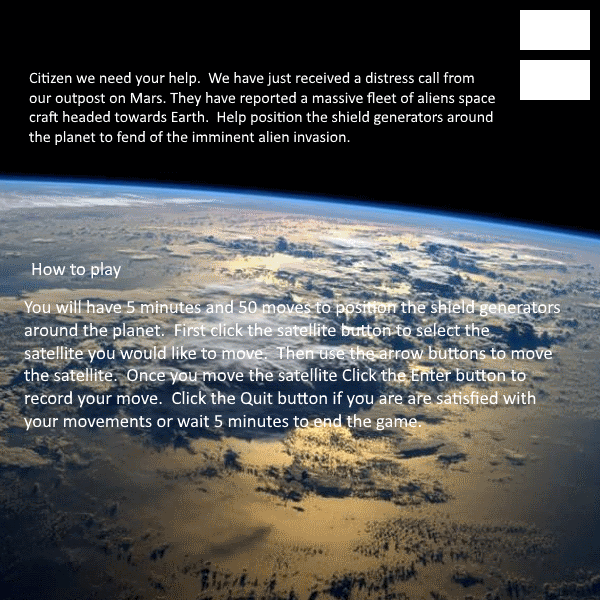 Citizen we need your help.  We have just received a distress call from
our outpost on Mars. They have reported a massive fleet of aliens space
craft headed towards Earth.  Help position the shield generators around
the planet to fend of the imminent alien invasion.
How to play
You will have 5 minutes and 50 moves to position the shield generators
around the planet.  First click the satellite button to select the
satellite you would like to move.  Then use the arrow buttons to move
the satellite.  Once you move the satellite Click the Enter button to
record your move.  Click the Quit button if you are are satisfied with
your movements or wait 5 minutes to end the game.